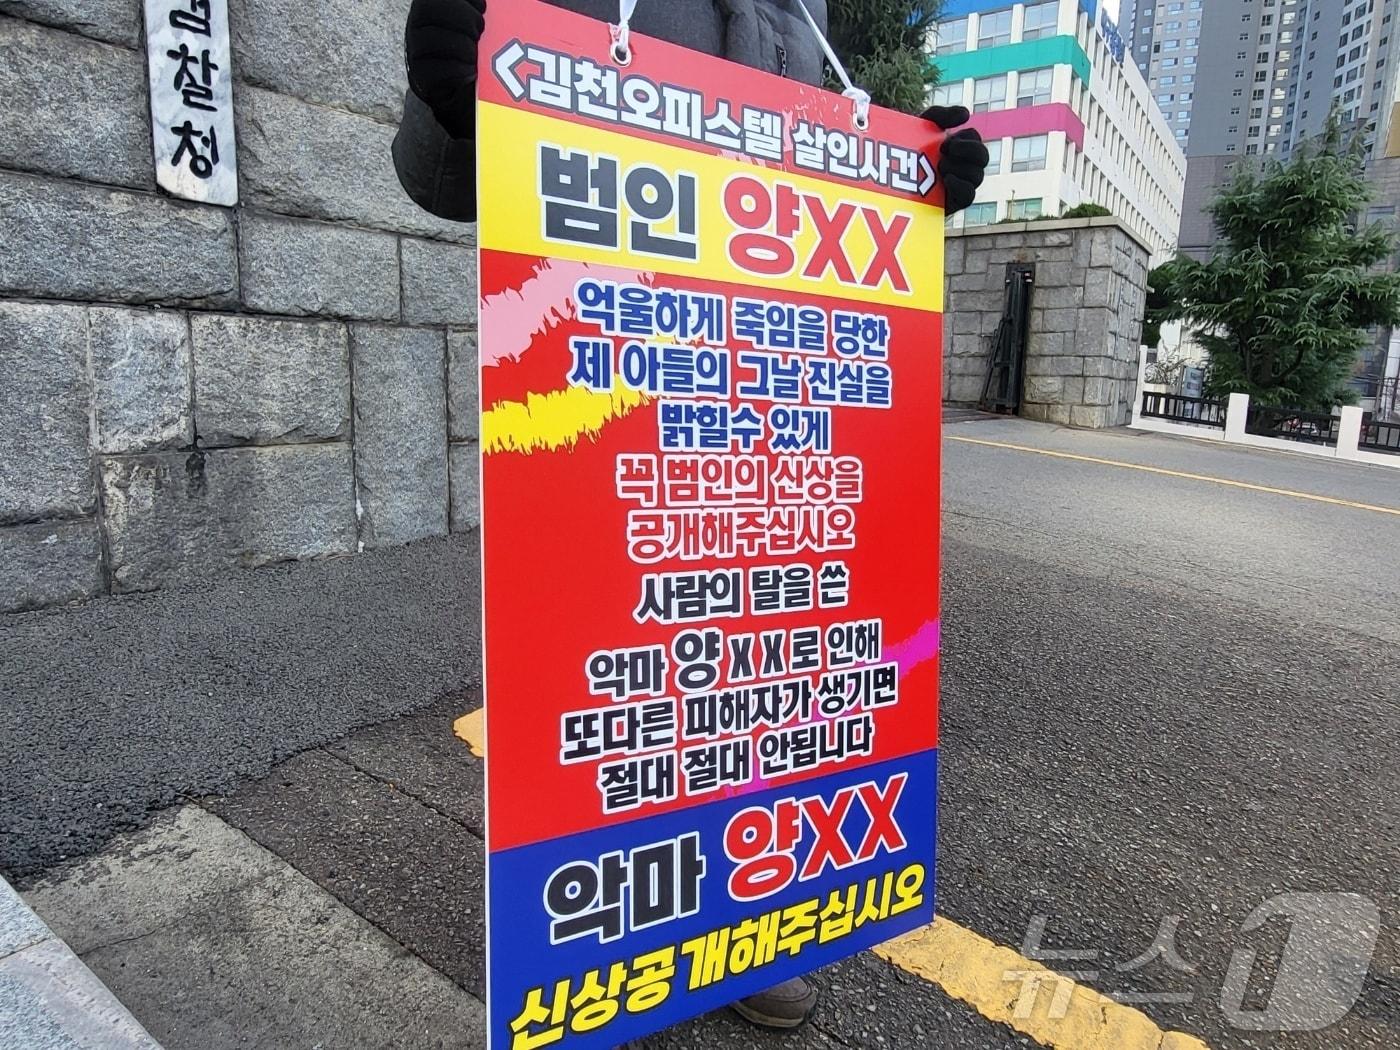 찰청
<김천오피스텔 살인사건>
범인 양XX
억울하게 죽임을 당한
제 아들의 그날 진실을
밝힐수 있게
꼭 범인의 신상을
공개해주십시오
사람의 탈을 쓴
악마 양XX로 인해
또다른 피해자가 생기면
절대 절대 안됩니다
악마 양XX
신상공개해주십시오
뉴스1